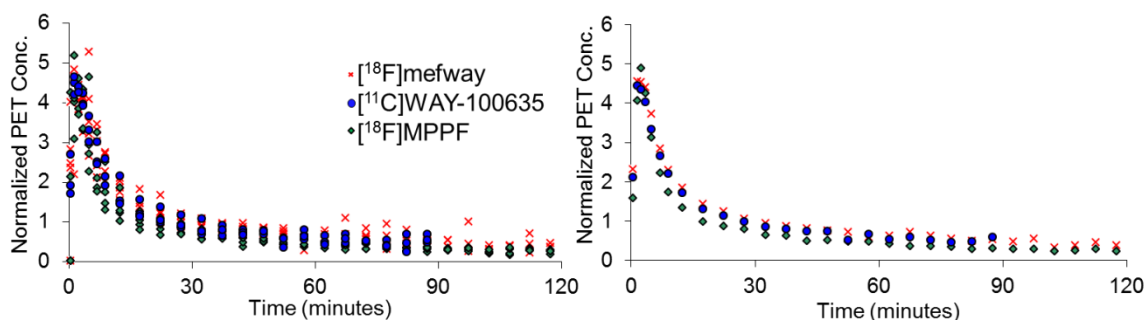 Normalized PET Conc.
6
5
4
3
2
1
0
[¹⁸F]mefway
[¹¹C]WAY-100635
[¹⁸F]MPPF
0 30 60 90 120
Time (minutes)
Normalized PET Conc.
6
5
4
3
2
1
0
0 30 60 90 120
Time (minutes)